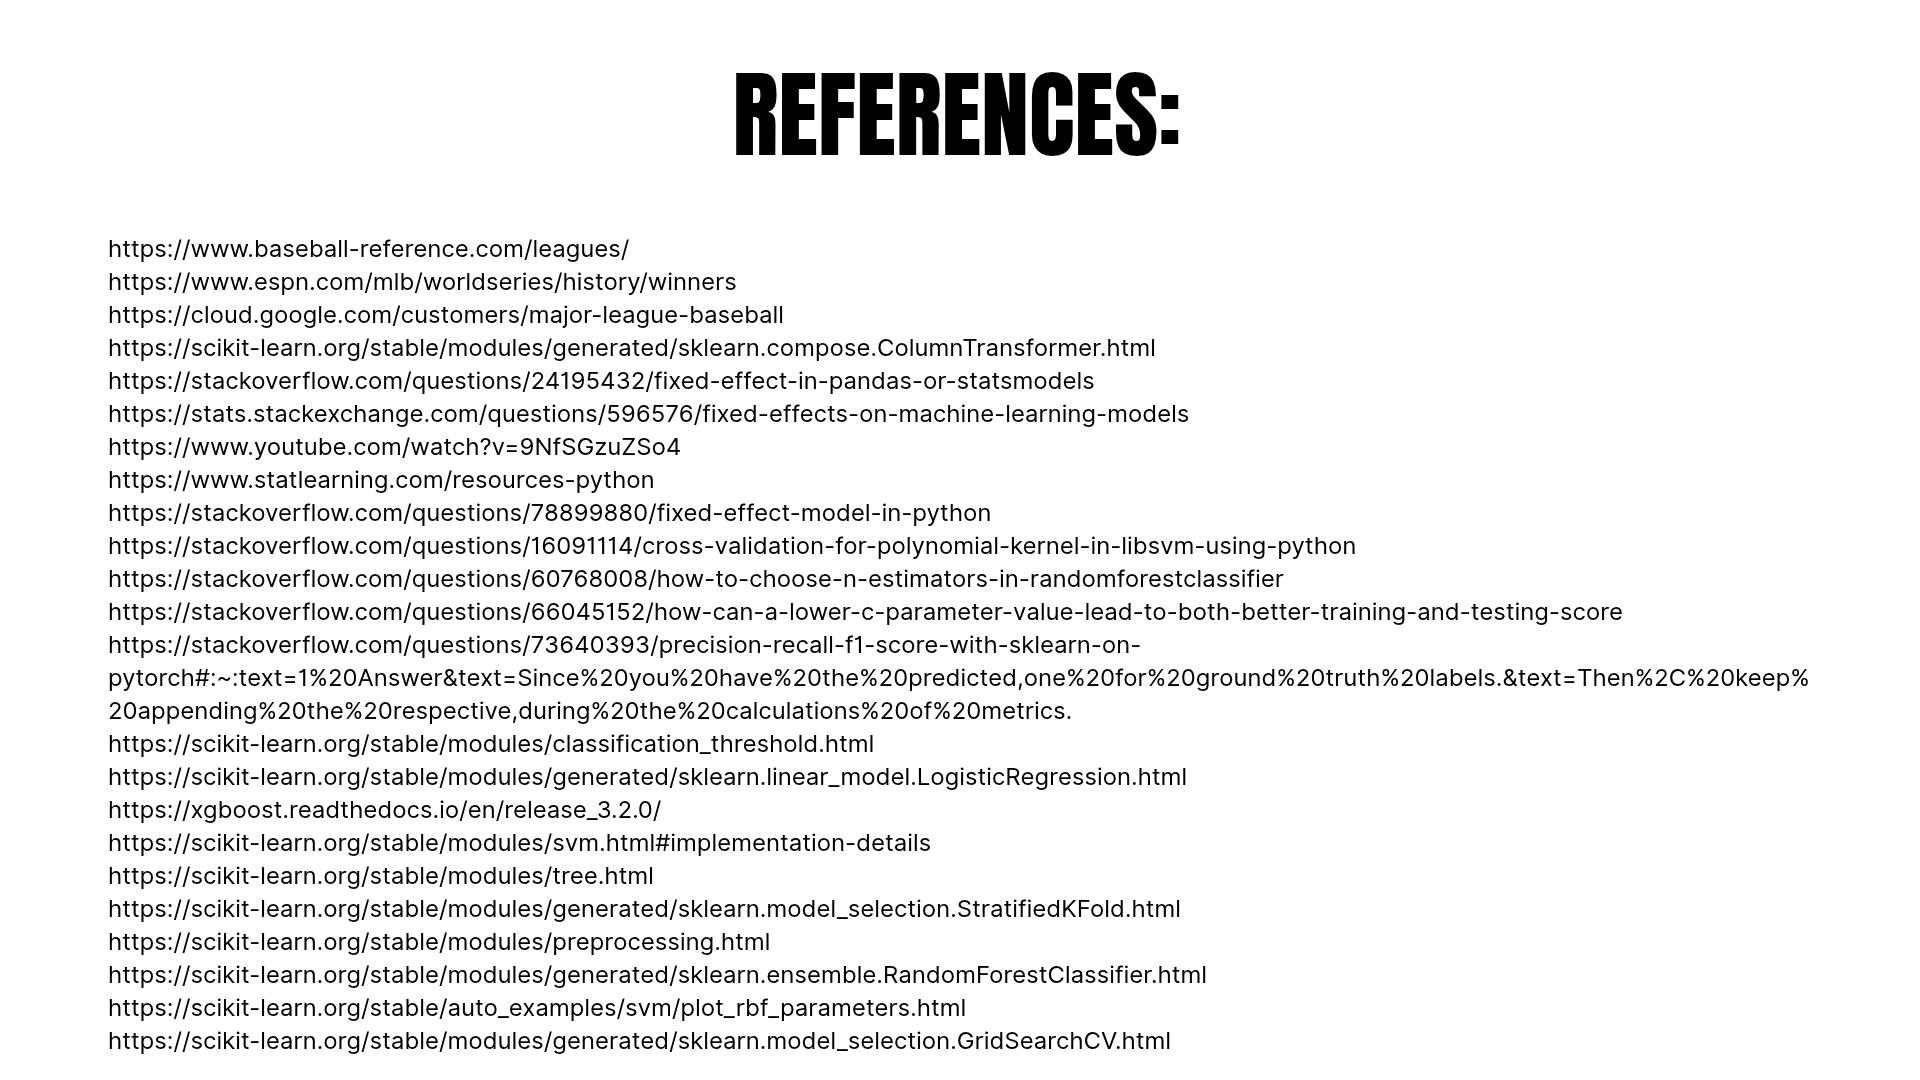 REFERENCES:
https://www.baseball-reference.com/leagues/
https://www.espn.com/mlb/worldseries/history/winners
https://cloud.google.com/customers/major-league-baseball
https://scikit-learn.org/stable/modules/generated/sklearn.compose.ColumnTransformer.html
https://stackoverflow.com/questions/24195432/fixed-effect-in-pandas-or-statsmodels
https://stats.stackexchange.com/questions/596576/fixed-effects-on-machine-learning-models
https://www.youtube.com/watch?v=9NfSGzuZSo4
https://www.statlearning.com/resources-python
https://stackoverflow.com/questions/78899880/fixed-effect-model-in-python
https://stackoverflow.com/questions/16091114/cross-validation-for-polynomial-kernel-in-libsvm-using-python
https://stackoverflow.com/questions/60768008/how-to-choose-n-estimators-in-randomforestclassifier
https://stackoverflow.com/questions/66045152/how-can-a-lower-c-parameter-value-lead-to-both-better-training-and-testing-score
https://stackoverflow.com/questions/73640393/precision-recall-f1-score-with-sklearn-on-
pytorch#:~:text=1%20Answer&text=Since%20you%20have%20the%20predicted,one%20for%20ground%20truth%20labels.&text=Then%2C%20keep%
20appending%20the%20respective,during%20the%20calculations%20of%20metrics.
https://scikit-learn.org/stable/modules/classification_threshold.html
https://scikit-learn.org/stable/modules/generated/sklearn.linear_model.LogisticRegression.html
https://xgboost.readthedocs.io/en/release_3.2.0/
https://scikit-learn.org/stable/modules/svm.html#implementation-details
https://scikit-learn.org/stable/modules/tree.html
https://scikit-learn.org/stable/modules/generated/sklearn.model_selection.StratifiedKFold.html
https://scikit-learn.org/stable/modules/preprocessing.html
https://scikit-learn.org/stable/modules/generated/sklearn.ensemble.RandomForestClassifier.html
https://scikit-learn.org/stable/auto_examples/svm/plot_rbf_parameters.html
https://scikit-learn.org/stable/modules/generated/sklearn.model_selection.GridSearchCV.html